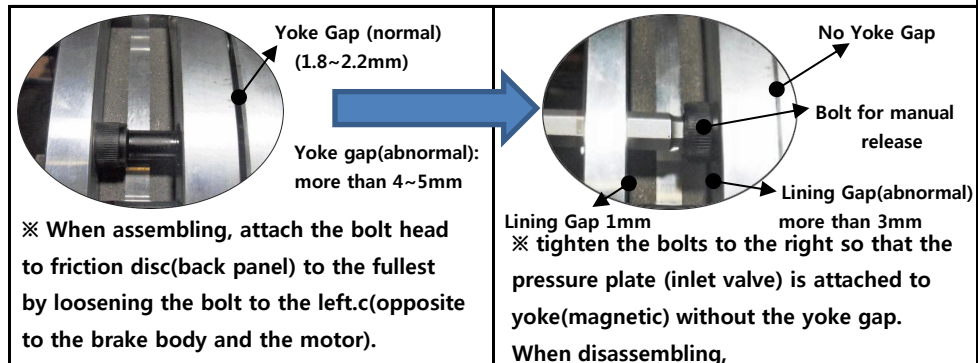 Yoke Gap (normal)
(1.8~2.2mm)
Yoke gap(abnormal):
more than 4~5mm
※ When assembling, attach the bolt head
to friction disc(back panel) to the fullest
by loosening the bolt to the left.c(opposite
to the brake body and the motor).
No Yoke Gap
Bolt for manual
release
Lining Gap(abnormal)
more than 3mm
Lining Gap 1mm
※ tighten the bolts to the right so that the
pressure plate (inlet valve) is attached to
yoke(magnetic) without the yoke gap.
When disassembling,